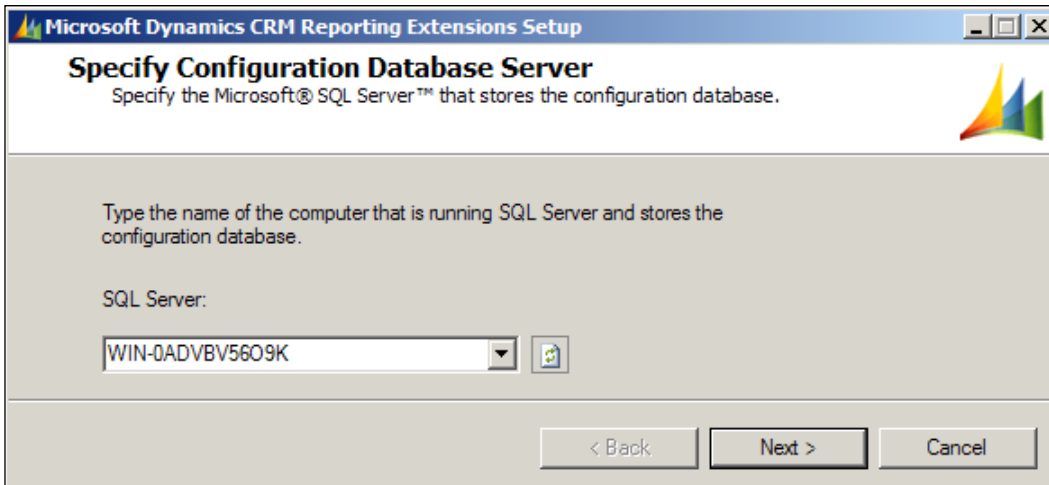 Microsoft Dynamics CRM Reporting Extensions Setup
Specify Configuration Database Server
Specify the Microsoft® SQL Server™ that stores the configuration database.
Type the name of the computer that is running SQL Server and stores the
configuration database.
SQL Server:
WIN-0ADVBV56O9K
< Back
Next >
Cancel